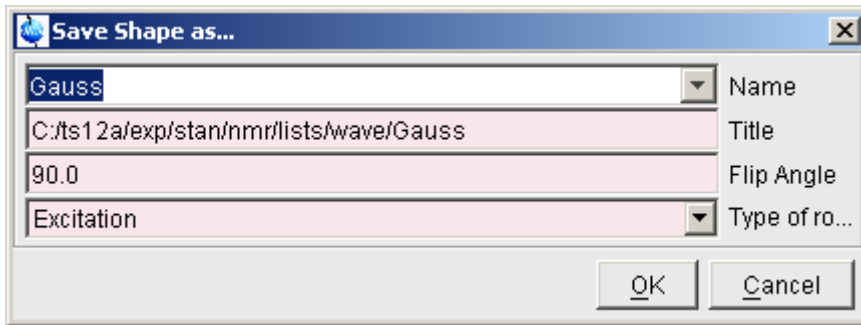 Save Shape as...
Gauss Name
C:/ts12a/exp/stan/nmr/lists/wave/Gauss Title
90.0 Flip Angle
Excitation Type of ro...
OK Cancel